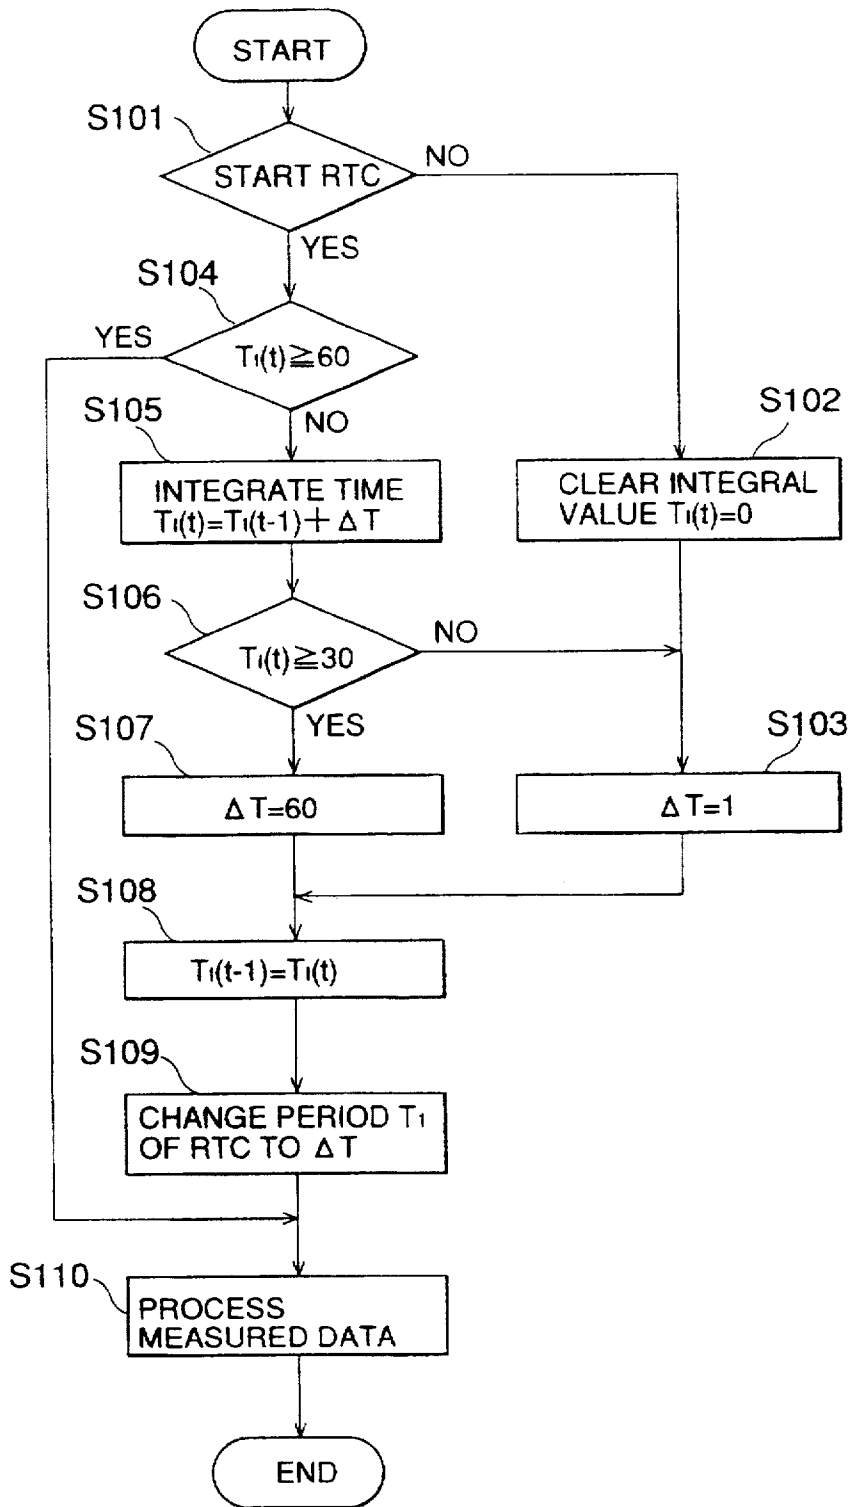 START
S101
START RTC
NO
YES
S104
YES
T₁(t)≧60
NO
S105
INTEGRATE TIME
T₁(t)=T₁(t-1)+ΔT
S102
CLEAR INTEGRAL
VALUE T₁(t)=0
S106
T₁(t)≧30
NO
YES
S107
ΔT=60
S103
ΔT=1
S108
T₁(t-1)=T₁(t)
S109
CHANGE PERIOD T₁
OF RTC TO ΔT
S110
PROCESS
MEASURED DATA
END